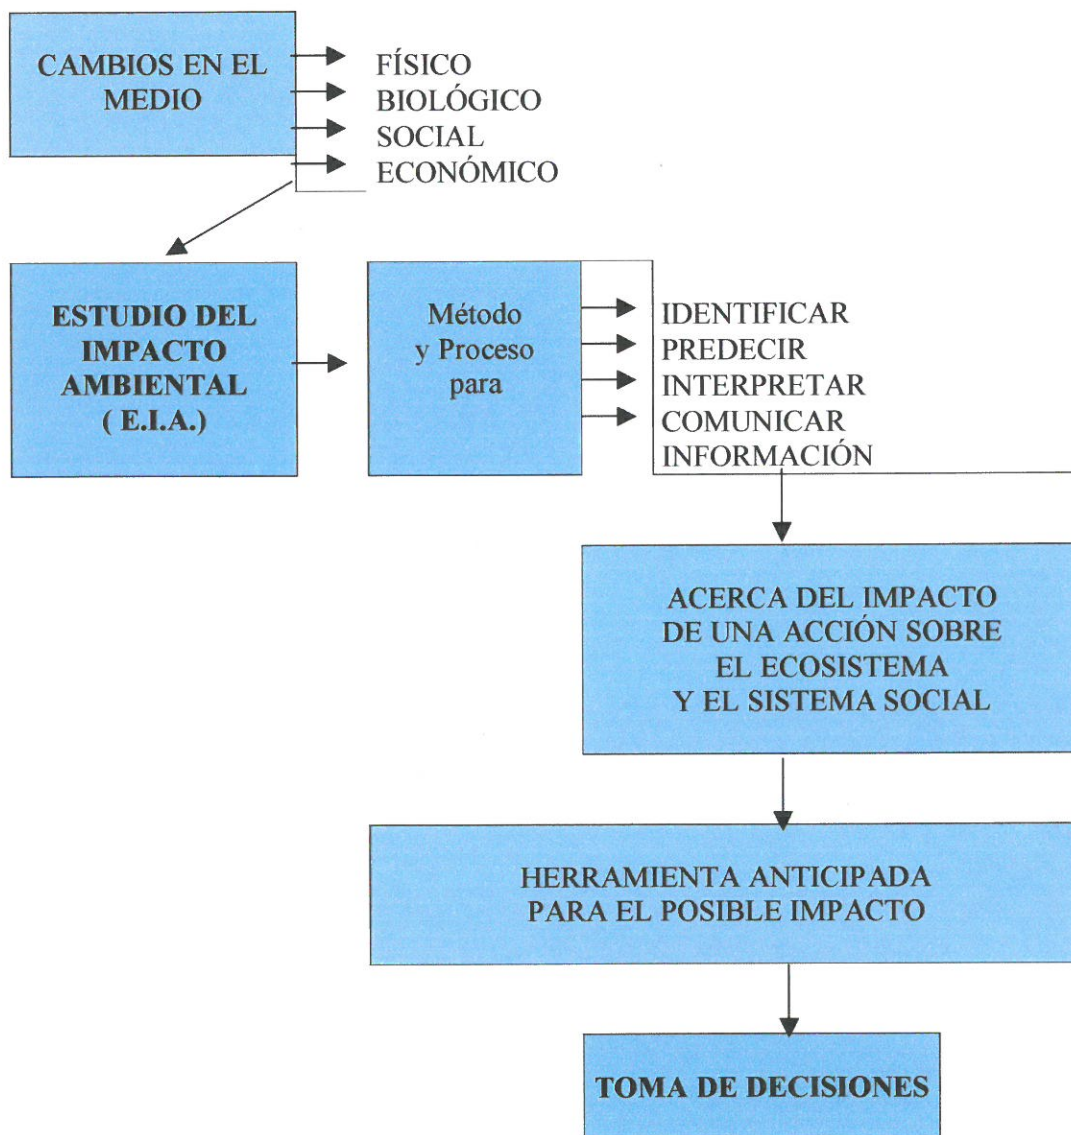 CAMBIOS EN EL
MEDIO
FÍSICO
BIOLÓGICO
SOCIAL
ECONÓMICO
ESTUDIO DEL
IMPACTO
AMBIENTAL
( E.I.A.)
Método
y Proceso
para
IDENTIFICAR
PREDECIR
INTERPRETAR
COMUNICAR
INFORMACIÓN
ACERCA DEL IMPACTO
DE UNA ACCIÓN SOBRE
EL ECOSISTEMA
Y EL SISTEMA SOCIAL
HERRAMIENTA ANTICIPADA
PARA EL POSIBLE IMPACTO
TOMA DE DECISIONES